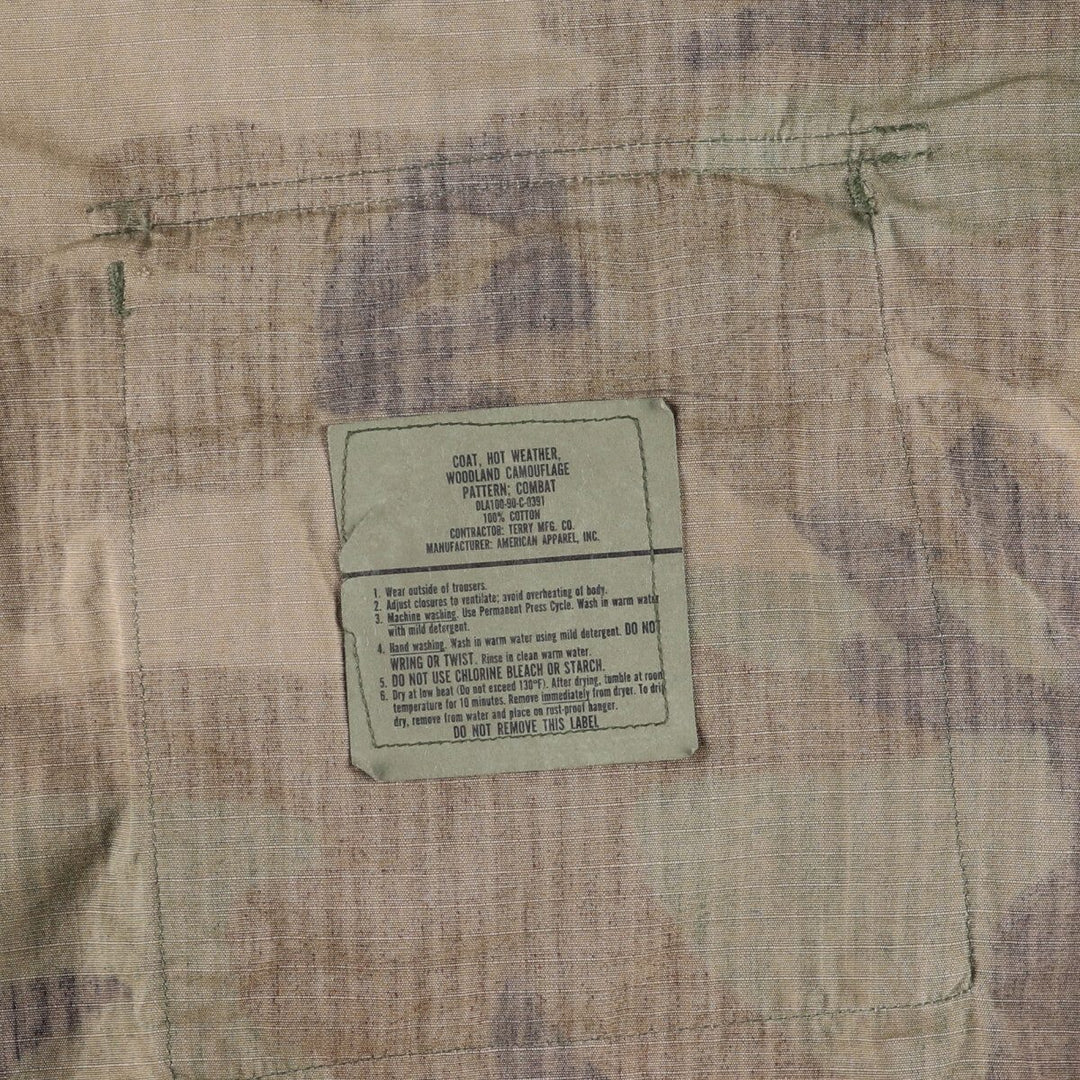 COAT, HOT WEATHER,
WOODLAND CAMOUFLAGE
PATTERN: COMBAT
DLA100-90-C-0391
100% COTTON
CONTRACTOR: TERRY MFG. CO.
MANUFACTURER: AMERICAN APPAREL, INC.
1. Wear outside of trousers.
2. Adjust closures to ventilate; avoid overheating of body.
3. Machine washing. Use Permanent Press Cycle. Wash in warm water
with mild detergent.
4. Hand washing. Wash in warm water using mild detergent. DO NOT
WRING OR TWIST. Rinse in clean warm water.
5. DO NOT USE CHLORINE BLEACH OR STARCH.
6. Dry at low heat (Do not exceed 130°F). After drying, tumble at room
temperature for 10 minutes. Remove immediately from dryer. To drip
dry, remove from water and place on rust-proof hanger.
DO NOT REMOVE THIS LABEL